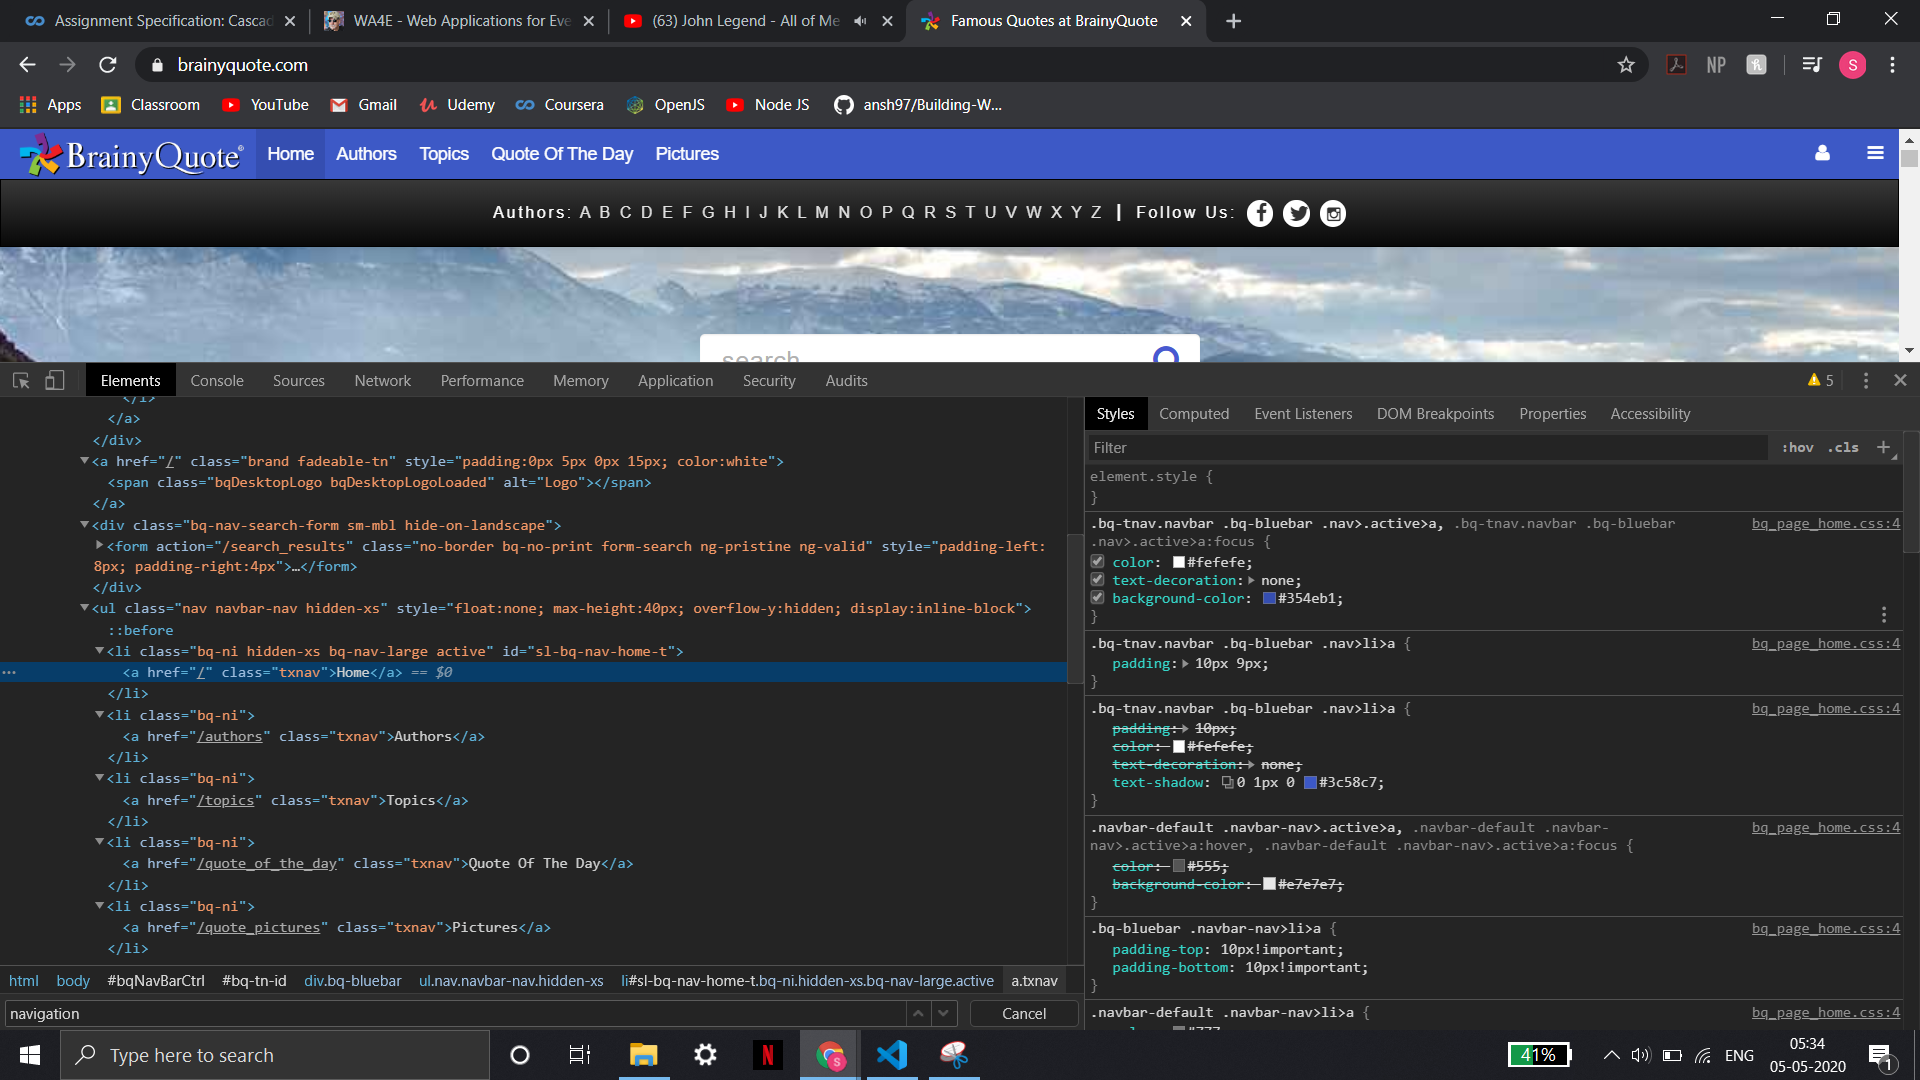 Assignment Specification: Cascad
WA4E - Web Applications for Eve
(63) John Legend - All of Me
Famous Quotes at BrainyQuote
brainyquote.com
NP
S
Apps
Classroom
YouTube
Gmail
Udemy
Coursera
OpenJS
Node JS
ansh97/Building-W...
BrainyQuote®
Home
Authors
Topics
Quote Of The Day
Pictures
Authors: A B C D E F G H I J K L M N O P Q R S T U V W X Y Z | Follow Us:
search
Elements
Console
Sources
Network
Performance
Memory
Application
Security
Audits
5
</a>
</div>
<a href="/" class="brand fadeable-tn" style="padding:0px 5px 0px 15px; color:white">
<span class="bqDesktopLogo bqDesktopLogoLoaded" alt="Logo"></span>
</a>
<div class="bq-nav-search-form sm-mbl hide-on-landscape">
<form action="/search_results" class="no-border bq-no-print form-search ng-pristine ng-valid" style="padding-left:
8px; padding-right:4px">…</form>
</div>
<ul class="nav navbar-nav hidden-xs" style="float:none; max-height:40px; overflow-y:hidden; display:inline-block">
::before
<li class="bq-ni hidden-xs bq-nav-large active" id="sl-bq-nav-home-t">
<a href="/" class="txnav">Home</a> == $0
</li>
<li class="bq-ni">
<a href="/authors" class="txnav">Authors</a>
</li>
<li class="bq-ni">
<a href="/topics" class="txnav">Topics</a>
</li>
<li class="bq-ni">
<a href="/quote_of_the_day" class="txnav">Quote Of The Day</a>
</li>
<li class="bq-ni">
<a href="/quote_pictures" class="txnav">Pictures</a>
</li>
html body #bqNavBarCtrl #bq-tn-id div.bq-bluebar ul.nav.navbar-nav.hidden-xs li#sl-bq-nav-home-t.bq-ni.hidden-xs.bq-nav-large.active a.txnav
navigation
Cancel
Styles
Computed
Event Listeners
DOM Breakpoints
Properties
Accessibility
Filter
:hov .cls +
element.style {
}
.bq-tnav.navbar .bq-bluebar .nav>.active>a, .bq-tnav.navbar .bq-bluebar bq_page_home.css:4
.nav>.active>a:focus {
color: #fefefe;
text-decoration: none;
background-color: #354eb1;
}
.bq-tnav.navbar .bq-bluebar .nav>li>a { bq_page_home.css:4
padding: 10px 9px;
}
.bq-tnav.navbar .bq-bluebar .nav>li>a { bq_page_home.css:4
padding: 10px;
color: #fefefe;
text-decoration: none;
text-shadow: 0 1px 0 #3c58c7;
}
.navbar-default .navbar-nav>.active>a, .navbar-default .navbar- bq_page_home.css:4
nav>.active>a:hover, .navbar-default .navbar-nav>.active>a:focus {
color: #555;
background-color: #e7e7e7;
}
.bq-bluebar .navbar-nav>li>a { bq_page_home.css:4
padding-top: 10px!important;
padding-bottom: 10px!important;
}
.navbar-default .navbar-nav>li>a { bq_page_home.css:4
Type here to search
N
S
41%
ENG
05:34
05-05-2020
1